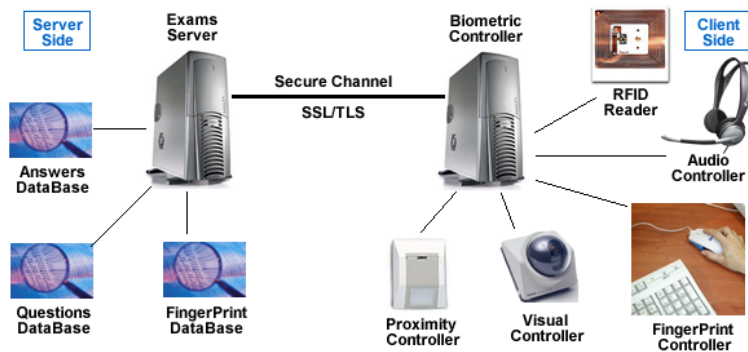 Server
Side
Exams
Server
Biometric
Controller
Client
Side
Secure Channel
SSL/TLS
RFID
Reader
Audio
Controller
Answers
DataBase
Questions
DataBase
FingerPrint
DataBase
Proximity
Controller
Visual
Controller
FingerPrint
Controller